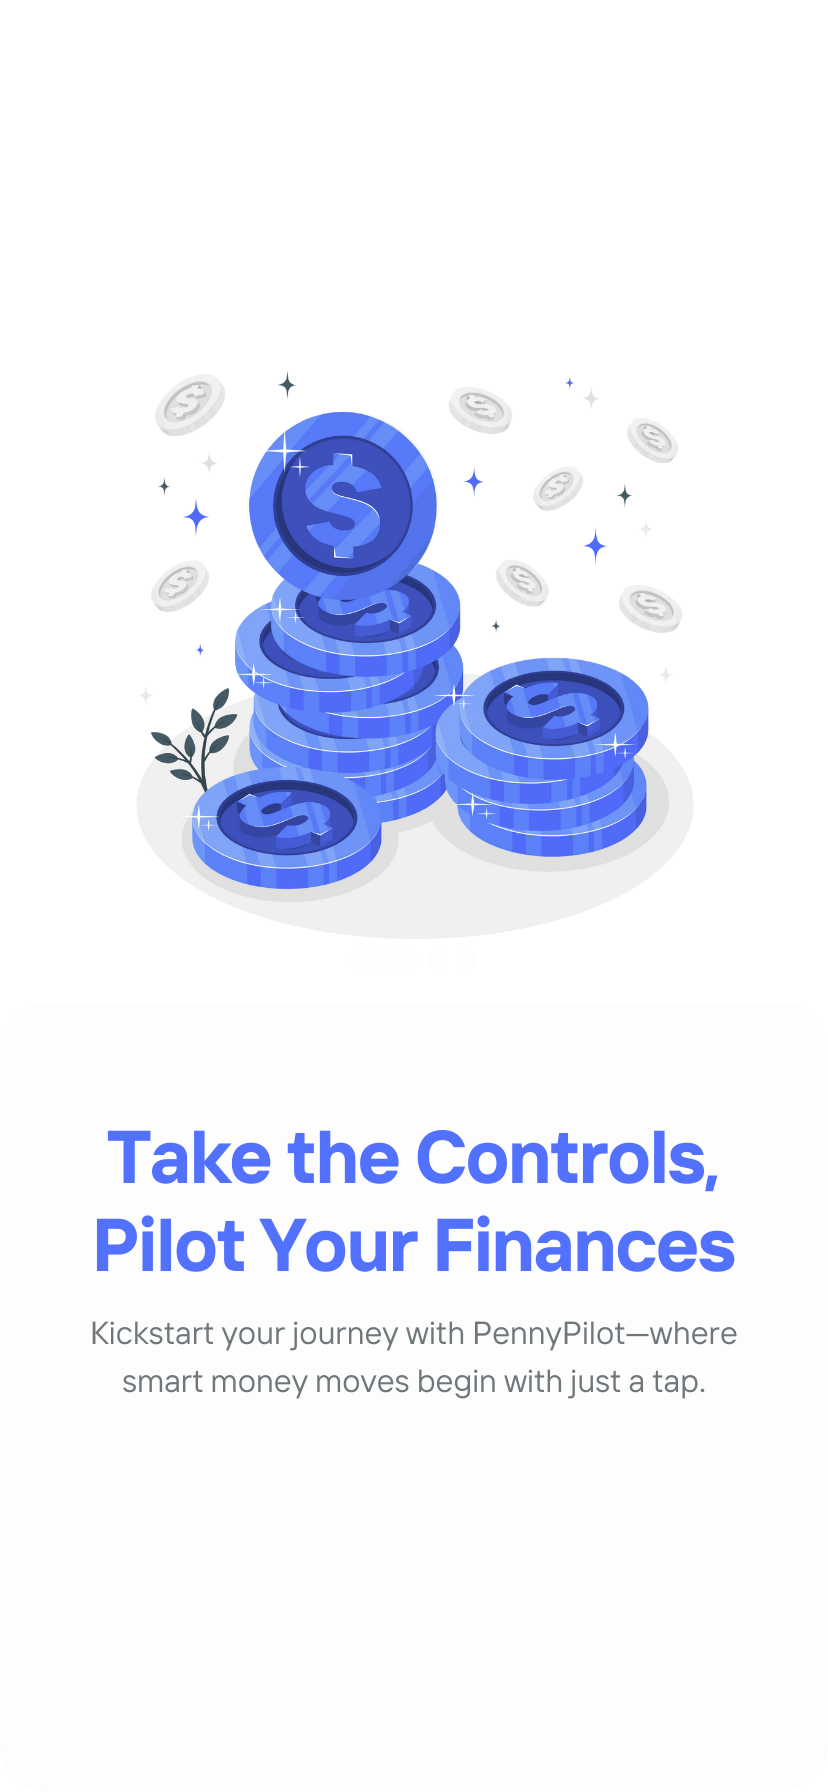 Take the Controls,
Pilot Your Finances
Kickstart your journey with PennyPilot—where
smart money moves begin with just a tap.